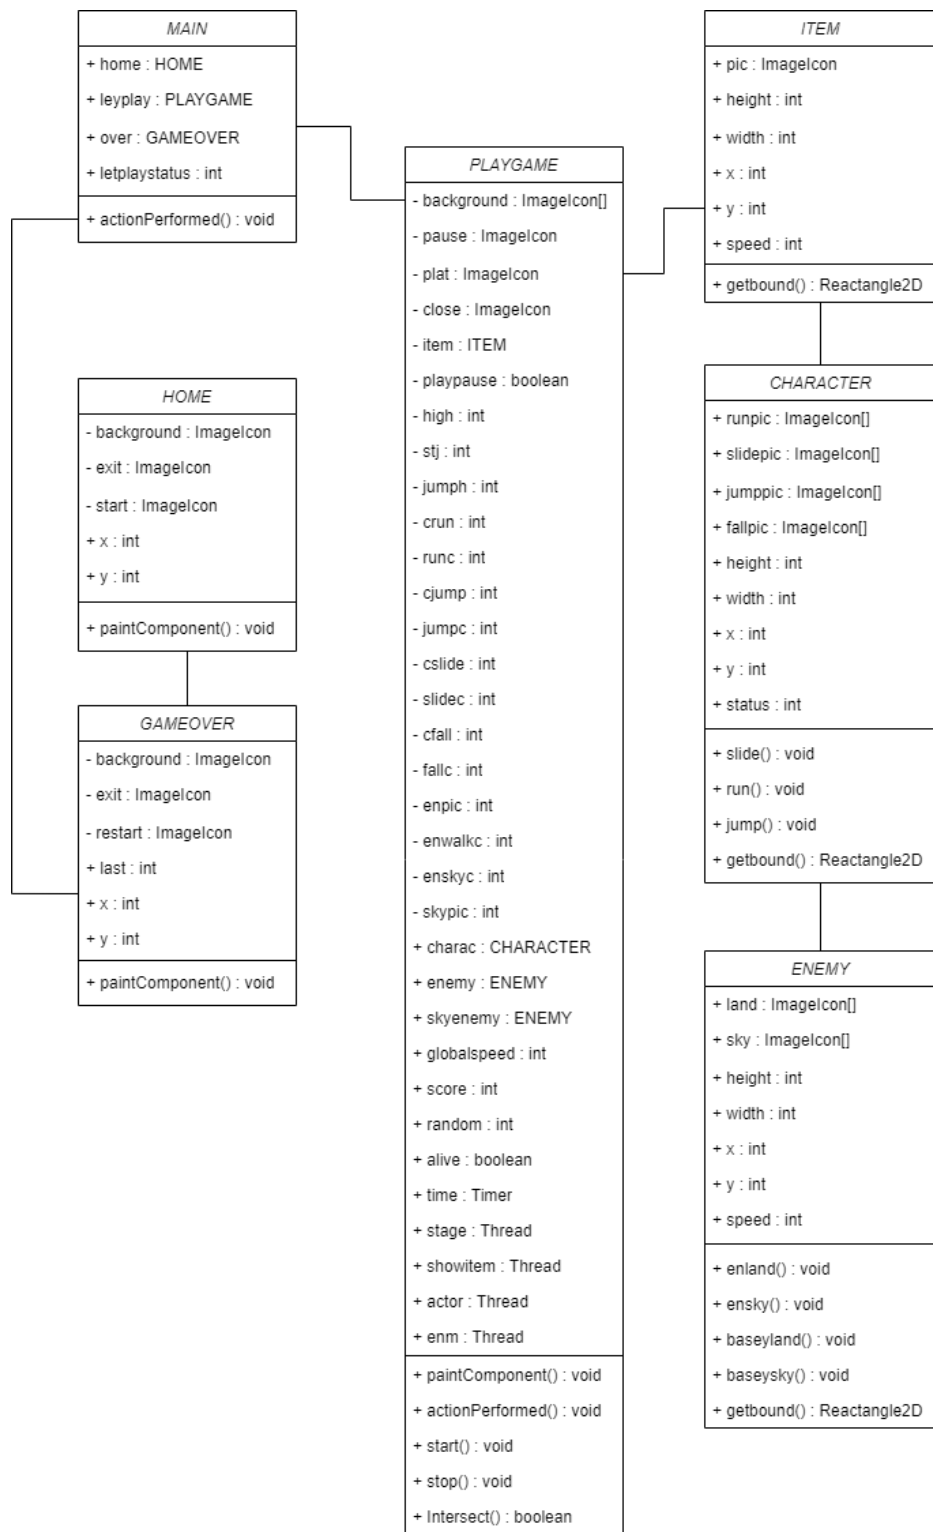 MAIN
+ home : HOME
+ leyplay : PLAYGAME
+ over : GAMEOVER
+ letplaystatus : int
+ actionPerformed() : void
HOME
- background : ImageIcon
- exit : ImageIcon
- start : ImageIcon
+ x : int
+ y : int
+ paintComponent() : void
GAMEOVER
- background : ImageIcon
- exit : ImageIcon
- restart : ImageIcon
+ last : int
+ x : int
+ y : int
+ paintComponent() : void
PLAYGAME
- background : ImageIcon[]
- pause : ImageIcon
- plat : ImageIcon
- close : ImageIcon
- item : ITEM
- playpause : boolean
- high : int
- stj : int
- jumph : int
- crun : int
- runc : int
- cjump : int
- jumpc : int
- cslide : int
- slidec : int
- cfall : int
- fallc : int
- enpic : int
- enwalkc : int
- enskyc : int
- skypic : int
+ charac : CHARACTER
+ enemy : ENEMY
+ skyenemy : ENEMY
+ globalspeed : int
+ score : int
+ random : int
+ alive : boolean
+ time : Timer
+ stage : Thread
+ showitem : Thread
+ actor : Thread
+ enm : Thread
+ paintComponent() : void
+ actionPerformed() : void
+ start() : void
+ stop() : void
+ Intersect() : boolean
ITEM
+ pic : ImageIcon
+ height : int
+ width : int
+ x : int
+ y : int
+ speed : int
+ getbound() : Reactangle2D
CHARACTER
+ runpic : ImageIcon[]
+ slidepic : ImageIcon[]
+ jumppic : ImageIcon[]
+ fallpic : ImageIcon[]
+ height : int
+ width : int
+ x : int
+ y : int
+ status : int
+ slide() : void
+ run() : void
+ jump() : void
+ getbound() : Reactangle2D
ENEMY
+ land : ImageIcon[]
+ sky : ImageIcon[]
+ height : int
+ width : int
+ x : int
+ y : int
+ speed : int
+ enland() : void
+ ensky() : void
+ baseyland() : void
+ baseysky() : void
+ getbound() : Reactangle2D